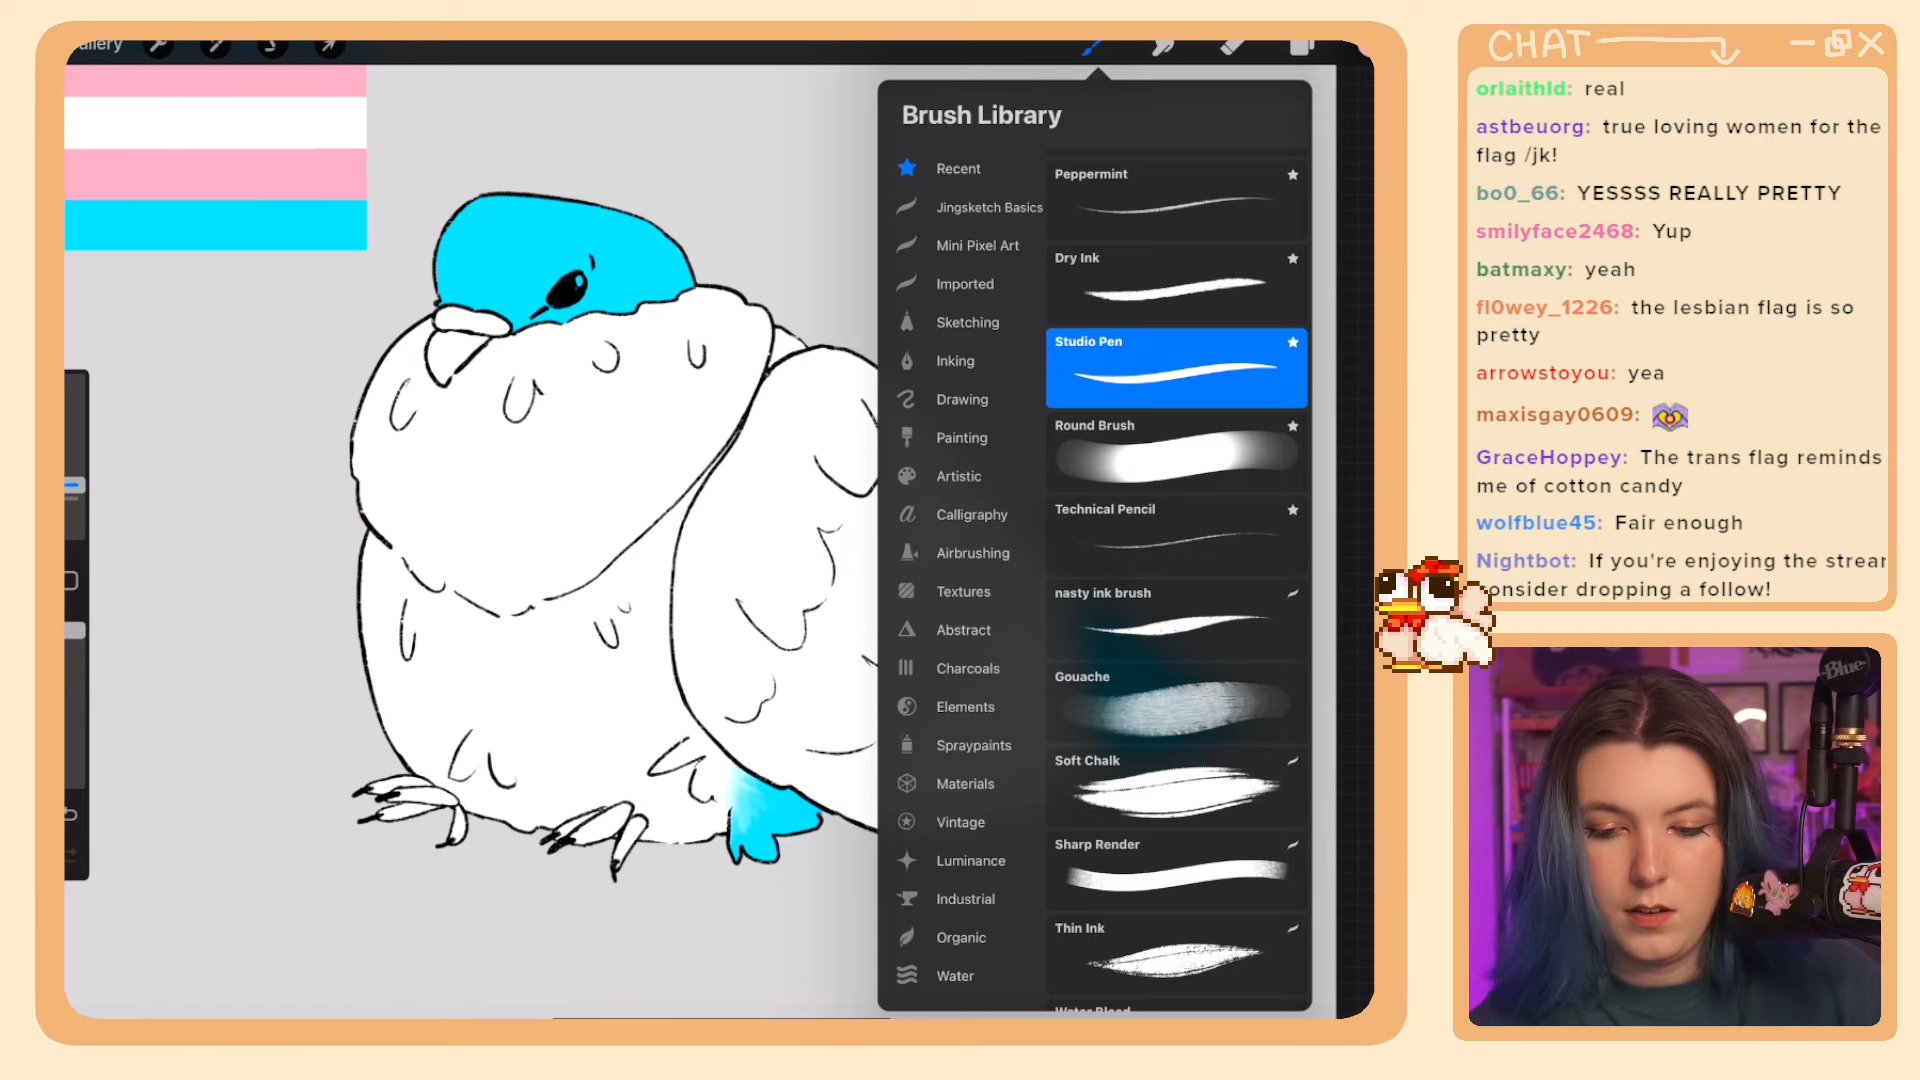 allery
Brush Library
Recent
Jingsketch Basics
Mini Pixel Art
Imported
Sketching
Inking
Drawing
Painting
Artistic
Calligraphy
Airbrushing
Textures
Abstract
Charcoals
Elements
Spraypaints
Materials
Vintage
Luminance
Industrial
Organic
Water
Peppermint
Dry Ink
Studio Pen
Round Brush
Technical Pencil
nasty ink brush
Gouache
Soft Chalk
Sharp Render
Thin Ink
CHAT
orlaithld: real
astbeuorg: true loving women for the
flag /jk!
bo0_66: YESSSS REALLY PRETTY
smilyface2468: Yup
batmaxy: yeah
fl0wey_1226: the lesbian flag is so
pretty
arrowstoyou: yea
maxisgay0609:
GraceHoppey: The trans flag reminds
me of cotton candy
wolfblue45: Fair enough
Nightbot: If you're enjoying the strear
onsider dropping a follow!
Blue